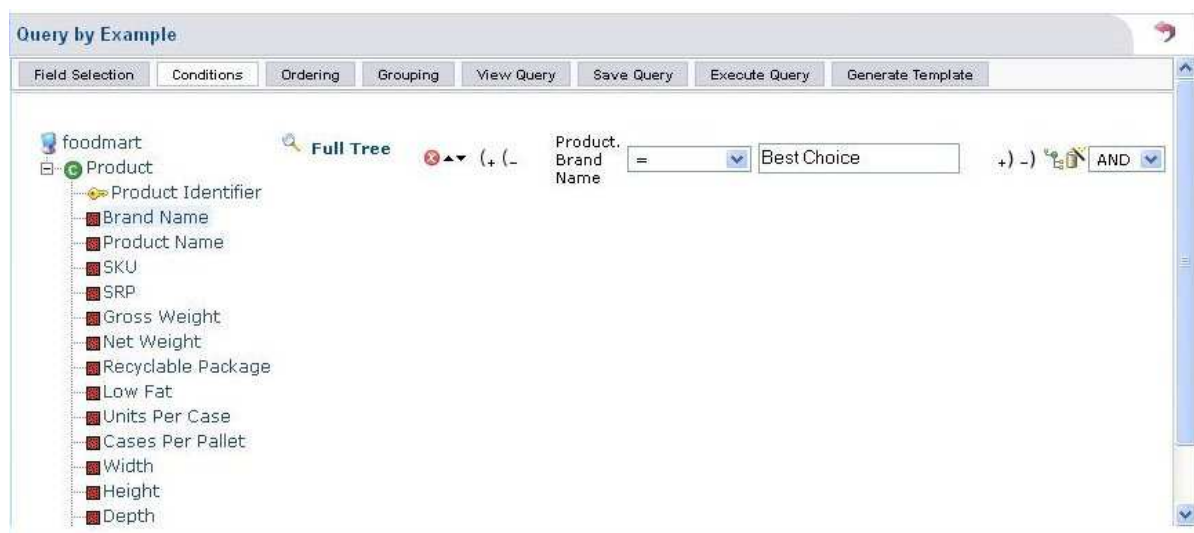 Query by Example
Field Selection Conditions Ordering Grouping View Query Save Query Execute Query Generate Template
foodmart
Full Tree
(+ (-
Product.
Brand
Name
=
Best Choice
+) -)
AND
Product
Product Identifier
Brand Name
Product Name
SKU
SRP
Gross Weight
Net Weight
Recyclable Package
Low Fat
Units Per Case
Cases Per Pallet
Width
Height
Depth